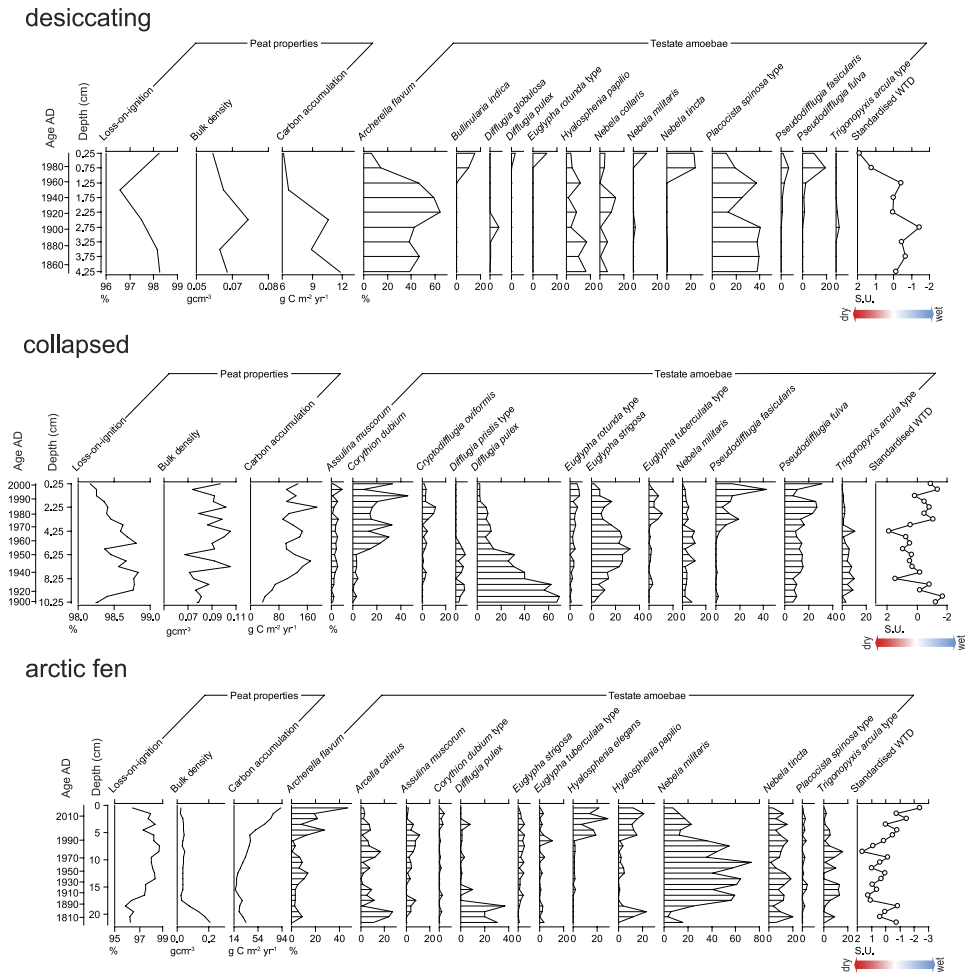 desiccating
Peat properties
Testate amoebae
Age AD
Depth (cm)
Loss-on-ignition
Bulk density
Carbon accumulation
Archerella flavum
Bullinularia indica
Difflugia globulosa
Difflugia pulex
Euglypha rotunda type
Hyalosphenia papilio
Nebela collaris
Nebela militaris
Nebela tincta
Placocista spinosa type
Pseudodifflugia fasicularis
Pseudodifflugia fulva
Trigonopyxis arcula type
Standardised WTD
1980
1960
1940
1920
1900
1880
1860
0.25
0.75
1.25
1.75
2.25
2.75
3.25
3.75
4.25
96 97 98 99
0.05 0.07 0.08
6 9 12
0 20 40 60
0 200 0 0 0 200 200 0 0 20 0 20 40 0 0 200
2 1 0 -1 -2
%
gcm⁻³
g C m⁻² yr⁻¹
%
S.U.
dry
wet
collapsed
Peat properties
Testate amoebae
Age AD
Depth (cm)
Loss-on-ignition
Bulk density
Carbon accumulation
Assulina muscorum
Corythion dubium
Cryptodifflugia oviformis
Difflugia pristis type
Difflugia pulex
Euglypha rotunda type
Euglypha strigosa
Euglypha tuberculata type
Nebela militaris
Pseudodifflugia fasicularis
Pseudodifflugia fulva
Trigonopyxis arcula type
Standardised WTD
2000
1990
1980
1970
1960
1950
1940
1920
1900
0.25
2.25
4.25
6.25
8.25
10.25
98.0 98.5 99.0
0.07 0.09 0.11
80 160
0 0 20 40
0 0 0 20 40 60
0 0 20 0 0 0 20 40 0 20 0
2 0 -2
%
gcm⁻³
g C m⁻² yr⁻¹
%
S.U.
dry
wet
arctic fen
Peat properties
Testate amoebae
Age AD
Depth (cm)
Loss-on-ignition
Bulk density
Carbon accumulation
Archerella flavum
Arcella catinus
Assulina muscorum
Corythion dubium type
Difflugia pulex
Euglypha strigosa
Euglypha tuberculata type
Hyalosphenia elegans
Hyalosphenia papilio
Nebela militaris
Nebela tincta
Placocista spinosa type
Trigonopyxis arcula type
Standardised WTD
2010
1990
1970
1950
1930
1910
1890
1810
0
5
10
15
20
95 97 99
0.0 0.2
14 54 94
0 20 40
0 20 0 0 0 20 0 0 0 20 0 20 0 20 40 60 80
0 0 0 20
2 1 0 -1 -2 -3
%
gcm⁻³
g C m⁻² yr⁻¹
%
S.U.
dry
wet